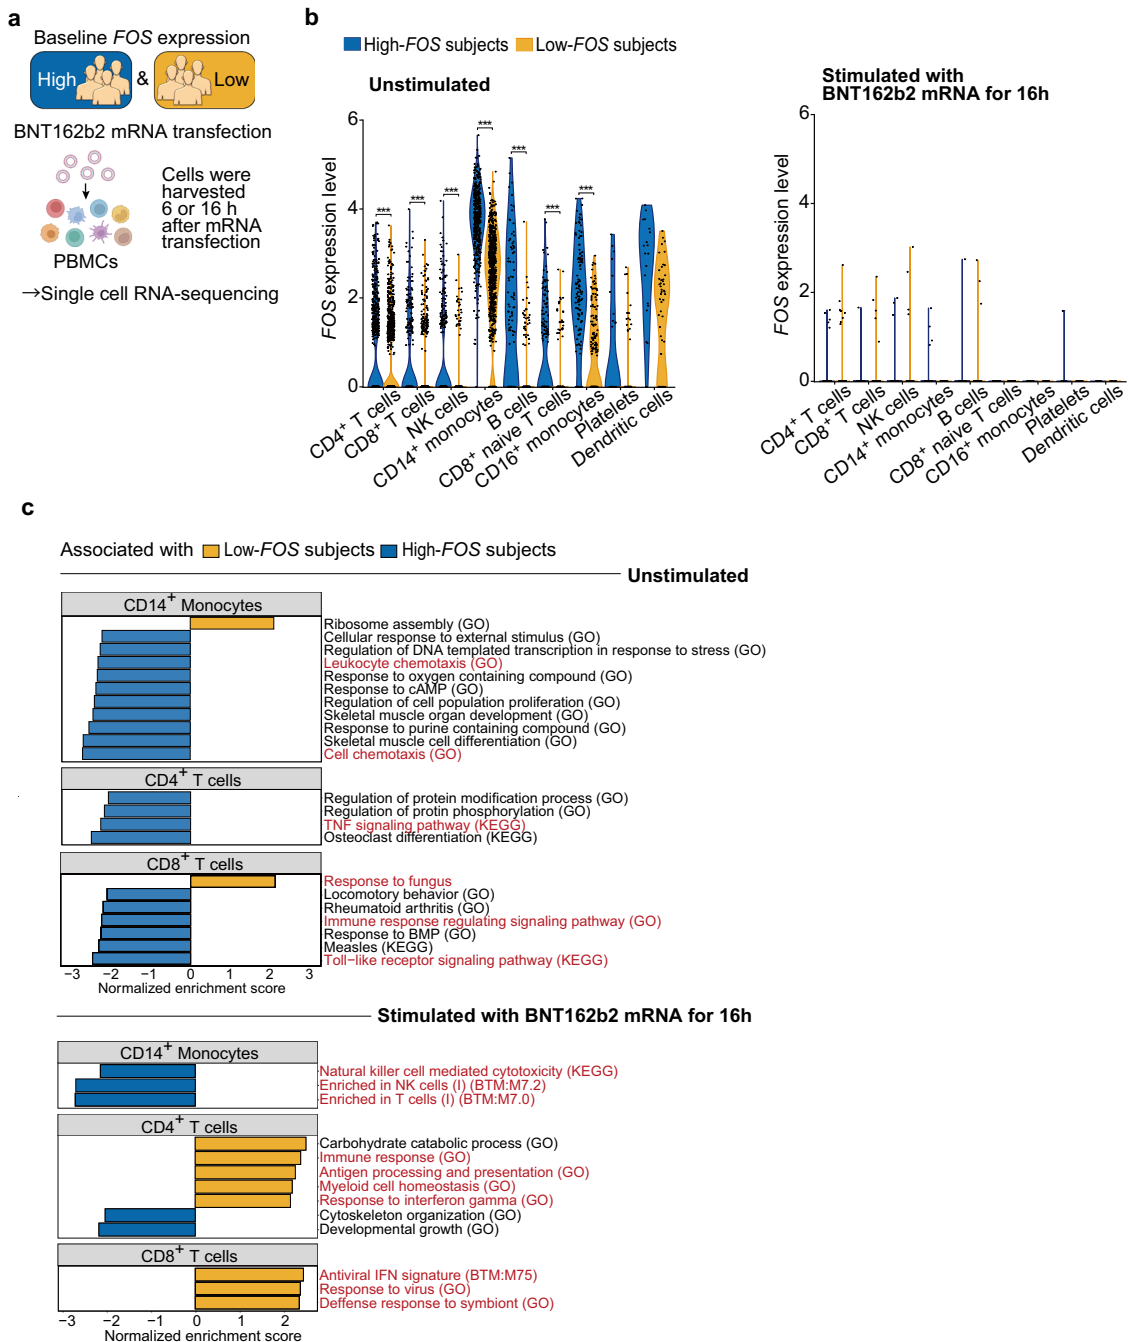 a
Baseline FOS expression
High & Low
BNT162b2 mRNA transfection
Cells were
harvested
6 or 16 h
after mRNA
transfection
PBMCs
→Single cell RNA-sequencing
b
High-FOS subjects Low-FOS subjects
Unstimulated
FOS expression level
6
4
2
0
*** *** *** *** *** *** ***
CD4+ T cells
CD8+ T cells
NK cells
CD14+ monocytes
B cells
CD8+ naive T cells
CD16+ monocytes
Platelets
Dendritic cells
Stimulated with
BNT162b2 mRNA for 16h
FOS expression level
6
4
2
0
CD4+ T cells
CD8+ T cells
NK cells
CD14+ monocytes
B cells
CD8+ naive T cells
CD16+ monocytes
Platelets
Dendritic cells
c
Associated with Low-FOS subjects High-FOS subjects
Unstimulated
CD14+ Monocytes
Ribosome assembly (GO)
Cellular response to external stimulus (GO)
Regulation of DNA templated transcription in response to stress (GO)
Leukocyte chemotaxis (GO)
Response to oxygen containing compound (GO)
Response to cAMP (GO)
Regulation of cell population proliferation (GO)
Skeletal muscle organ development (GO)
Response to purine containing compound (GO)
Skeletal muscle cell differentiation (GO)
Cell chemotaxis (GO)
CD4+ T cells
Regulation of protein modification process (GO)
Regulation of protin phosphorylation (GO)
TNF signaling pathway (KEGG)
Osteoclast differentiation (KEGG)
CD8+ T cells
Response to fungus
Locomotory behavior (GO)
Rheumatoid arthritis (GO)
Immune response regulating signaling pathway (GO)
Response to BMP (GO)
Measles (KEGG)
Toll−like receptor signaling pathway (KEGG)
−3 −2 −1 0 1 2 3
Normalized enrichment score
Stimulated with BNT162b2 mRNA for 16h
CD14+ Monocytes
Natural killer cell mediated cytotoxicity (KEGG)
Enriched in NK cells (I) (BTM:M7.2)
Enriched in T cells (I) (BTM:M7.0)
CD4+ T cells
Carbohydrate catabolic process (GO)
Immune response (GO)
Antigen processing and presentation (GO)
Myeloid cell homeostasis (GO)
Response to interferon gamma (GO)
Cytoskeleton organization (GO)
Developmental growth (GO)
CD8+ T cells
Antiviral IFN signature (BTM:M75)
Response to virus (GO)
Deffense response to symbiont (GO)
−3 −2 −1 0 1 2
Normalized enrichment score